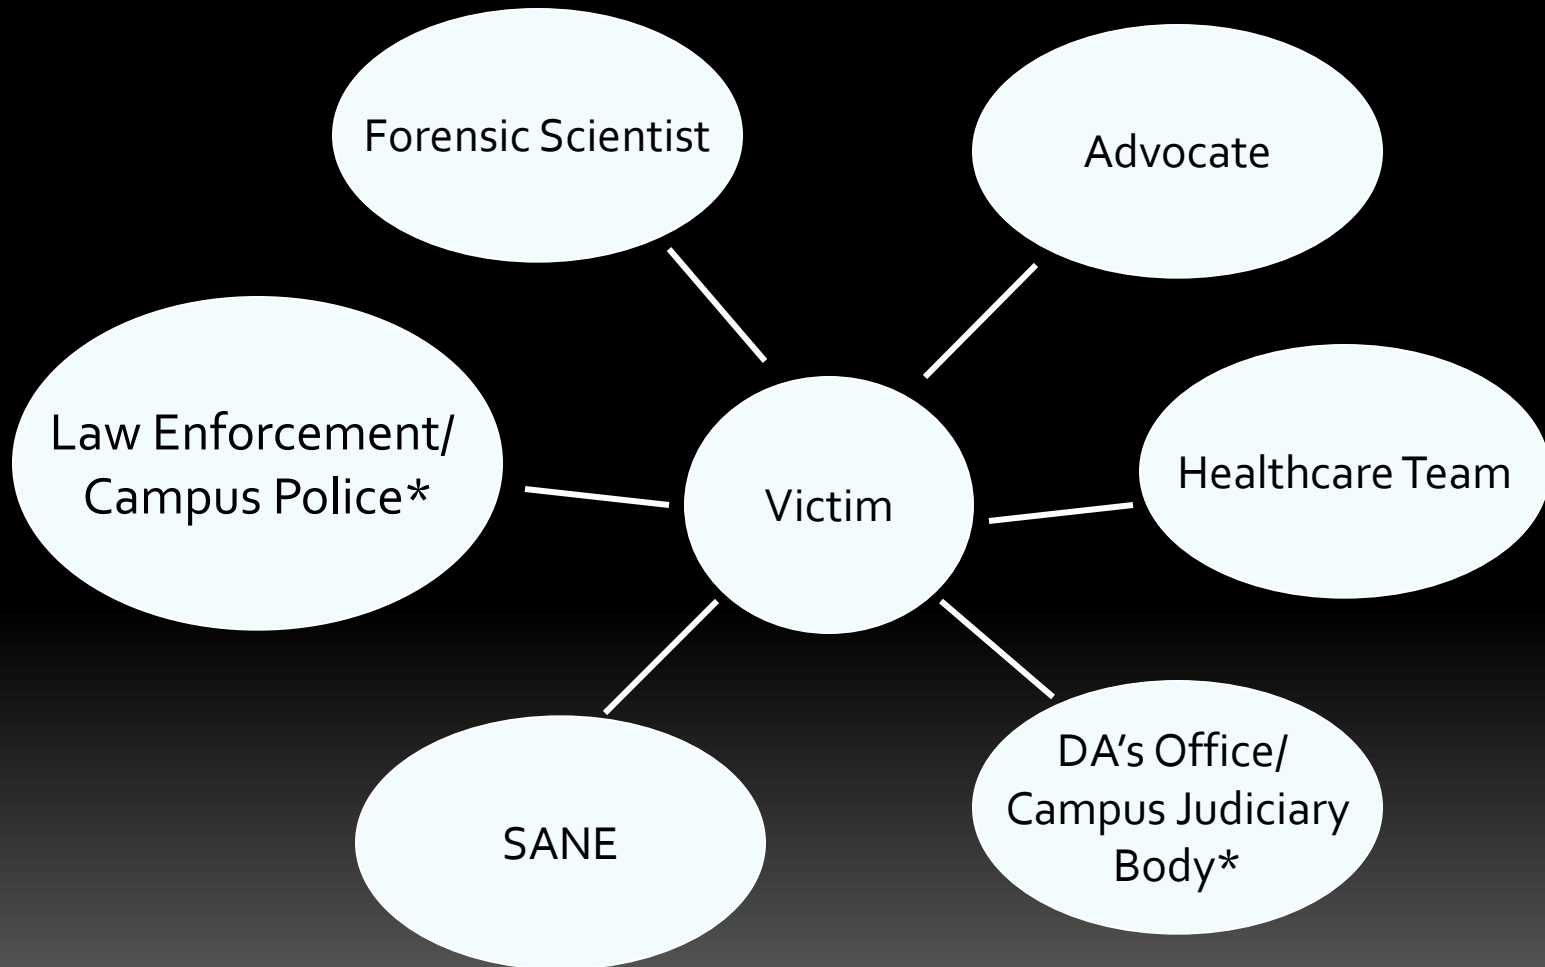 Forensic Scientist
Advocate
Law Enforcement/
Campus Police*
Victim
Healthcare Team
SANE
DA’s Office/
Campus Judiciary
Body*